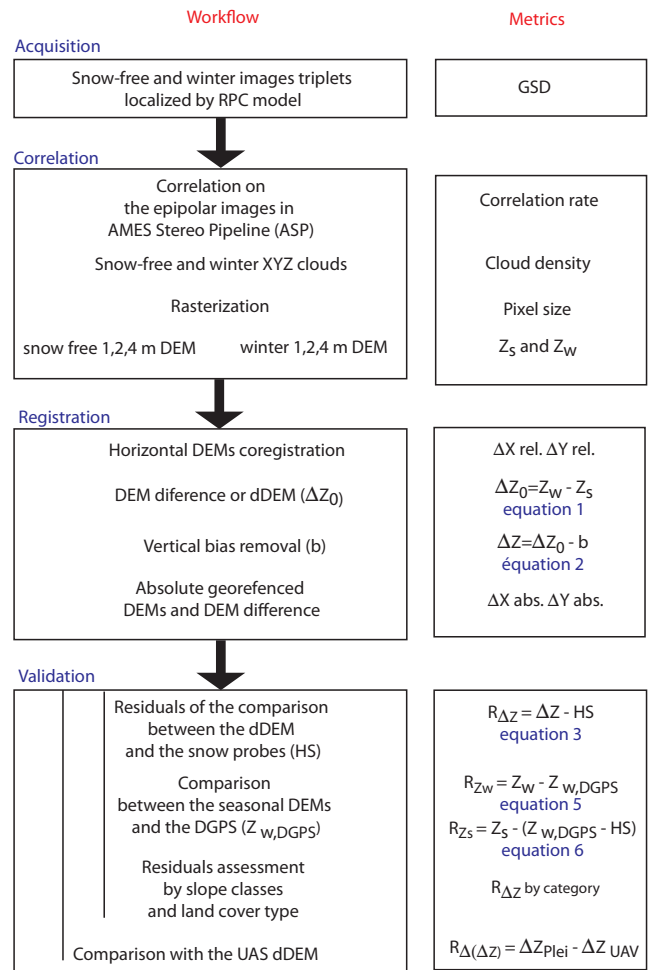 Workflow
Metrics
Acquisition
Snow-free and winter images triplets
localized by RPC model
GSD
Correlation
Correlation on
the epipolar images in
AMES Stereo Pipeline (ASP)
Correlation rate
Snow-free and winter XYZ clouds
Cloud density
Rasterization
Pixel size
snow free 1,2,4 m DEM
winter 1,2,4 m DEM
Zs and Zw
Registration
Horizontal DEMs coregistration
ΔX rel. ΔY rel.
DEM diference or dDEM (ΔZ0)
ΔZ0=Zw - Zs
equation 1
Vertical bias removal (b)
ΔZ=ΔZ0 - b
équation 2
Absolute georefenced
DEMs and DEM difference
ΔX abs. ΔY abs.
Validation
Residuals of the comparison
between the dDEM
and the snow probes (HS)
RΔZ = ΔZ - HS
equation 3
Comparison
between the seasonal DEMs
and the DGPS (Z w,DGPS)
RZw = Zw - Z w,DGPS
equation 5
RZs = Zs - (Z w,DGPS - HS)
equation 6
Residuals assessment
by slope classes
and land cover type
RΔZ by category
Comparison with the UAS dDEM
RΔ(ΔZ) = ΔZPlei - ΔZ UAV